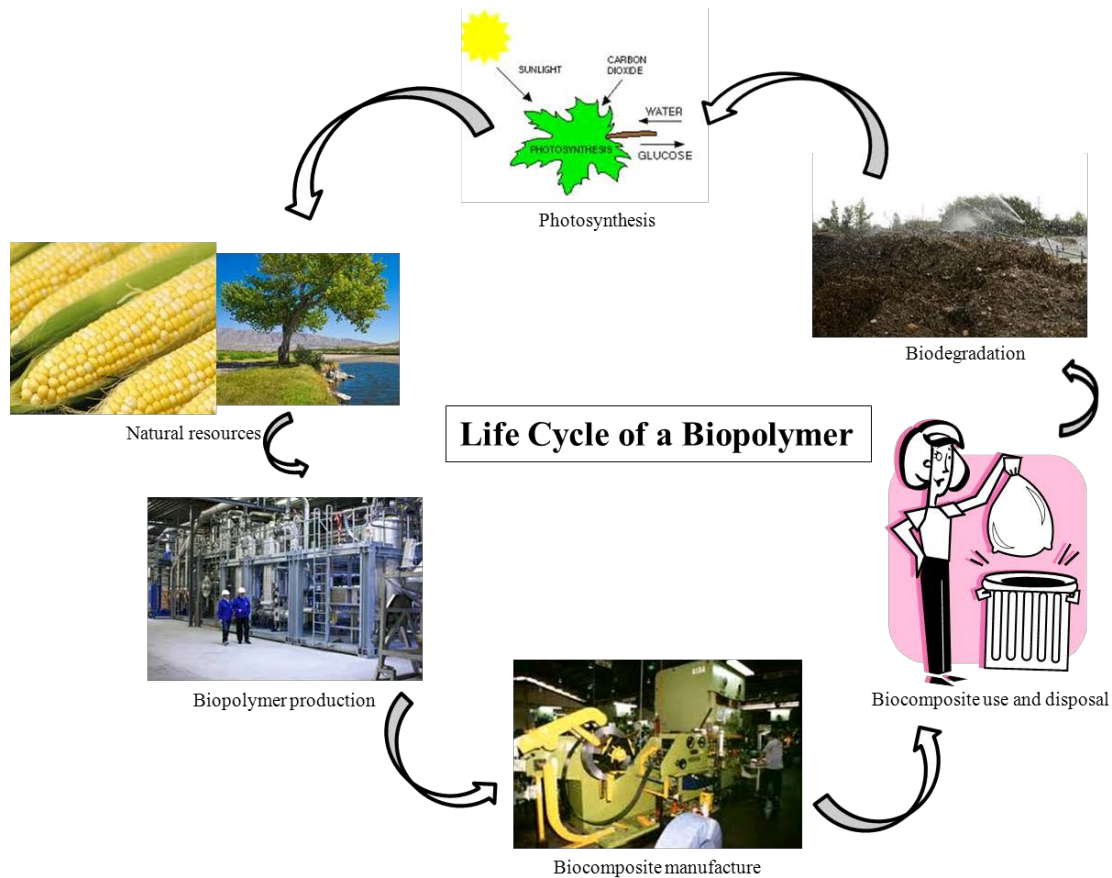 SUNLIGHT
CARBON
DIOXIDE
WATER
PHOTOSYNTHESIS
GLUCOSE
Photosynthesis
Biodegradation
Natural resources
Life Cycle of a Biopolymer
Biopolymer production
Biocomposite use and disposal
Biocomposite manufacture